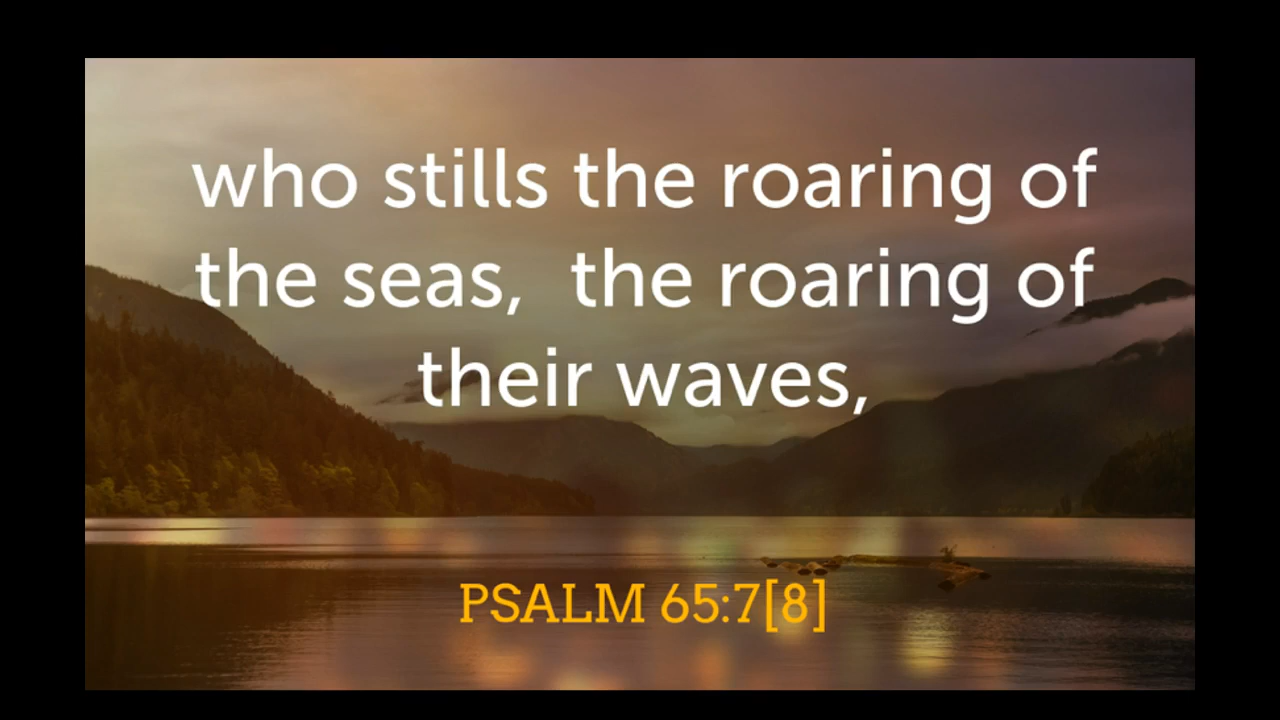 who stills the roaring of
the seas,  the roaring of
their waves,
PSALM 65:7[8]